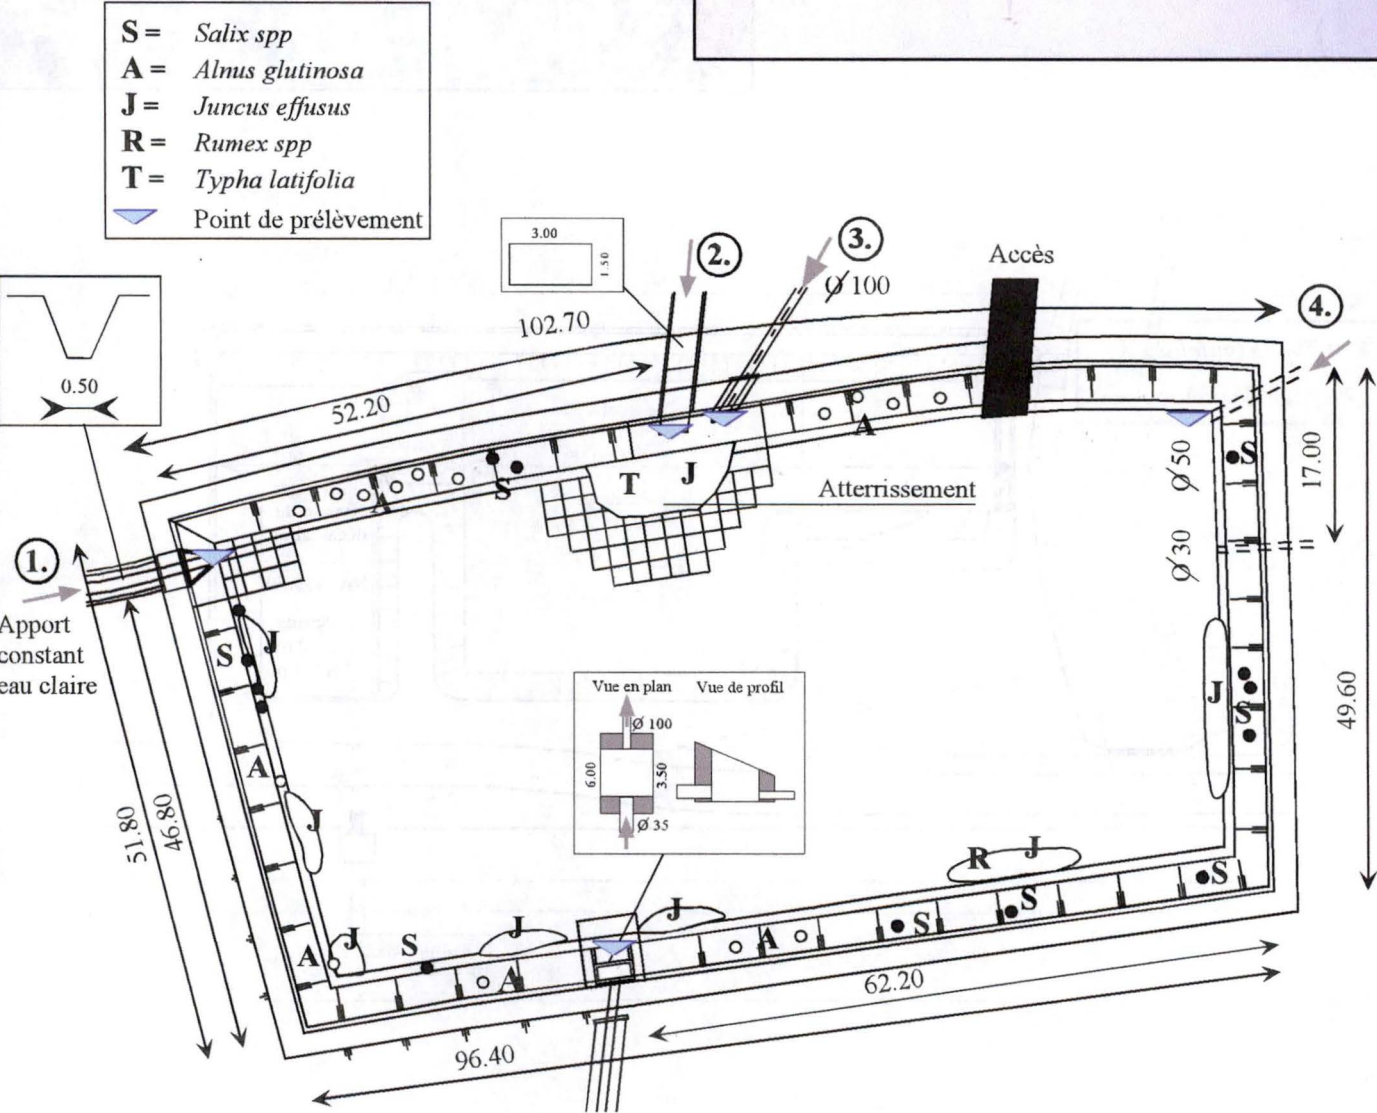 S = Salix spp
A = Alnus glutinosa
J = Juncus effusus
R = Rumex spp
T = Typha latifolia
Point de prélèvement
3.00
1.50
2.
3.
Ø 100
Accès
4.
102.70
52.20
0.50
A
S
T
J
A
Atterrissement
Ø 50
S
17.00
1.
Apport
constant
eau claire
Ø 30
S
J
49.60
J
S
A
J
51.80
46.80
Vue en plan
Vue de profil
Ø 100
6.00
3.50
Ø 35
R
J
S
A
J
S
J
J
A
A
S
S
62.20
96.40